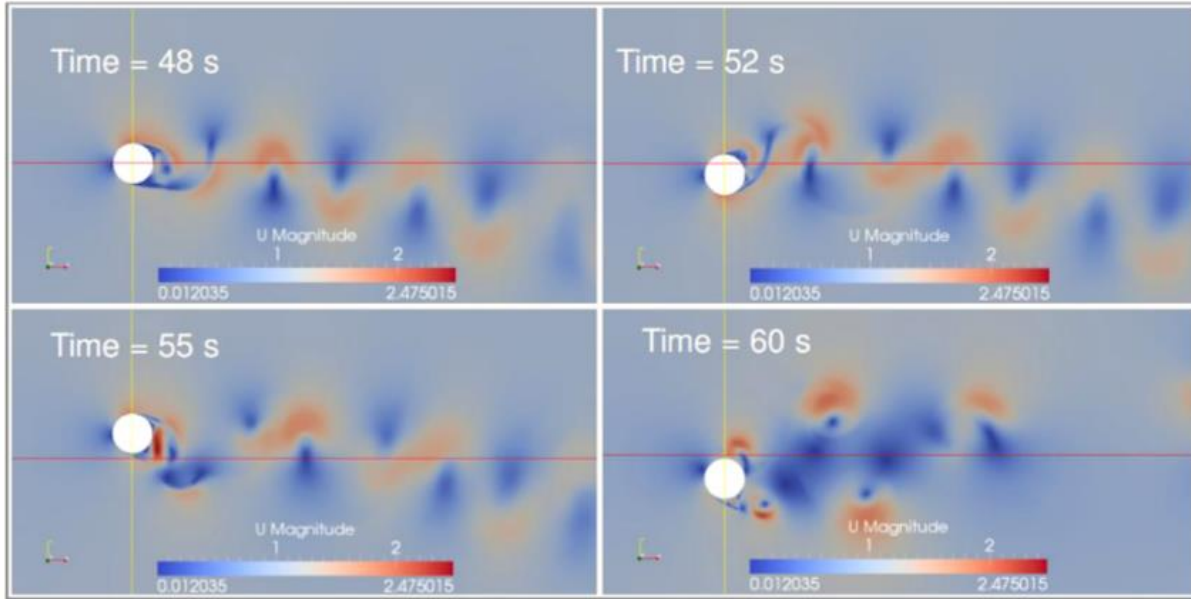 Time = 48 s
U Magnitude
1 2
0.012035 2.475015
Time = 52 s
U Magnitude
1 2
0.012035 2.475015
Time = 55 s
U Magnitude
1 2
0.012035 2.475015
Time = 60 s
U Magnitude
1 2
0.012035 2.475015